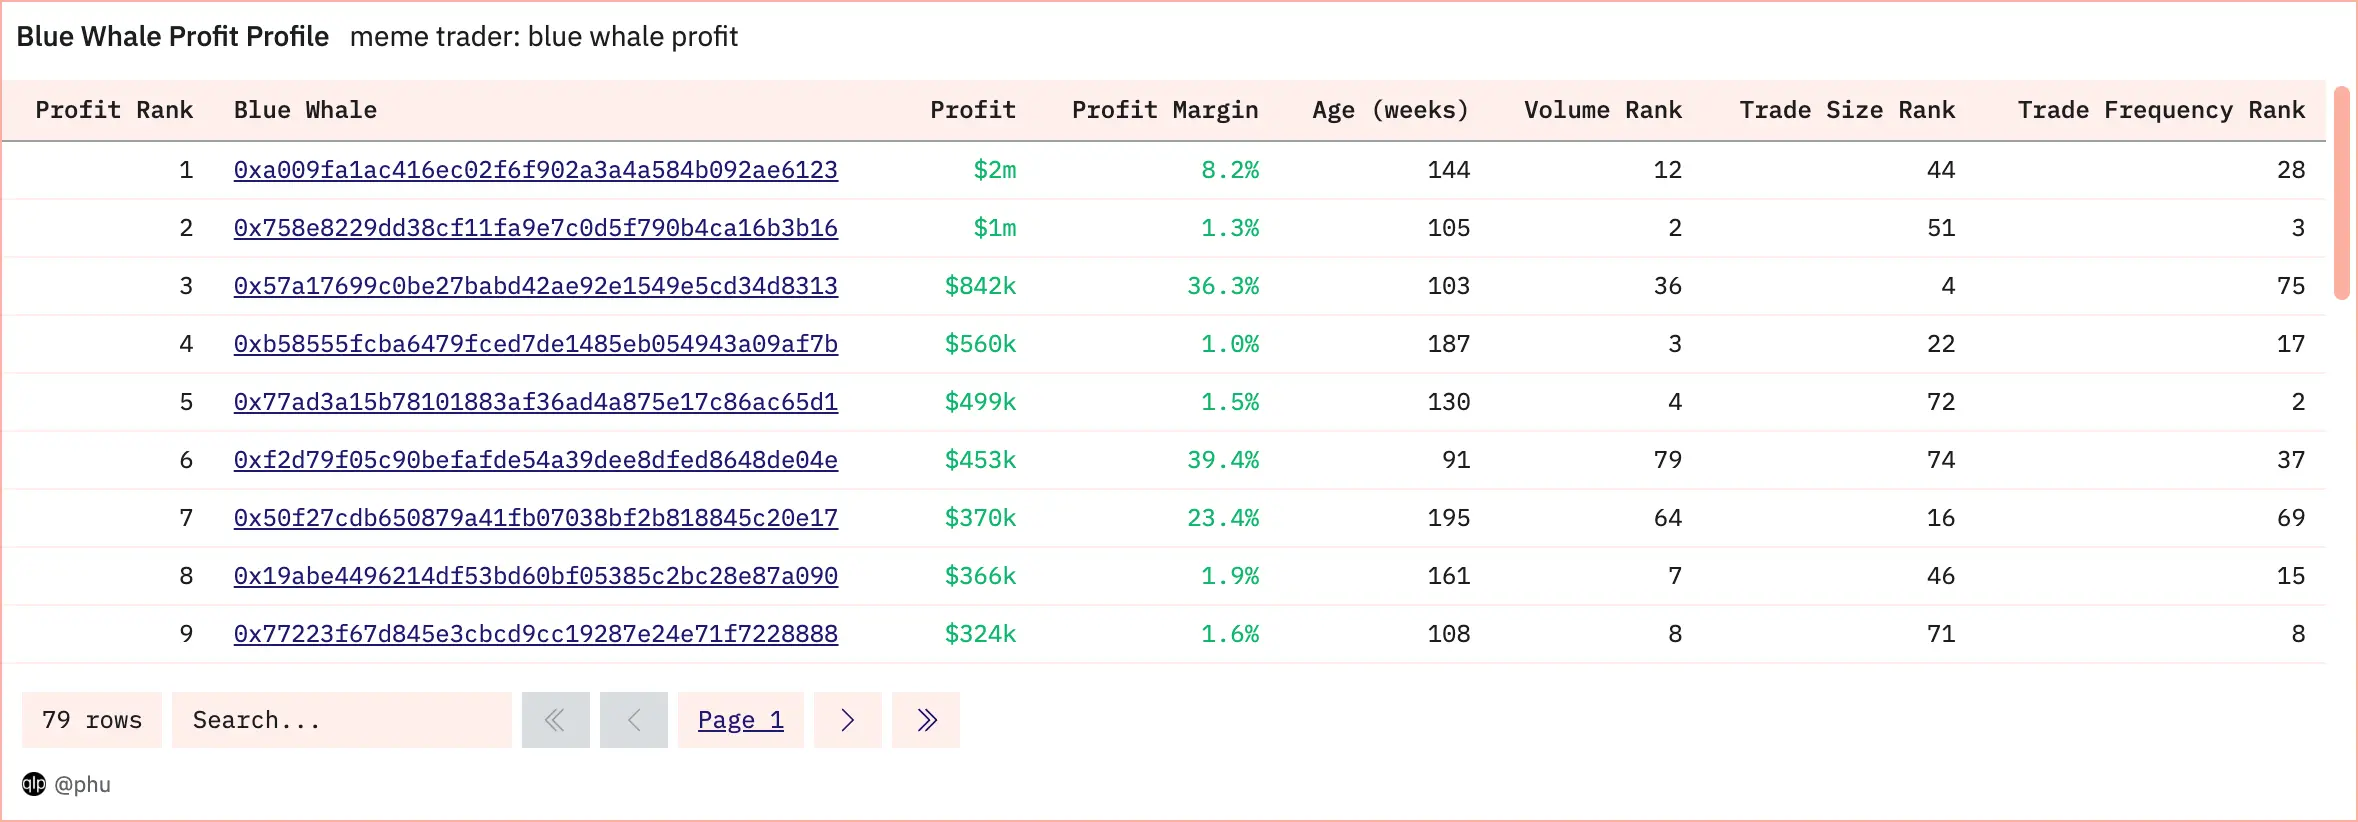 Blue Whale Profit Profile meme trader: blue whale profit
Profit Rank Blue Whale Profit Profit Margin Age (weeks) Volume Rank Trade Size Rank Trade Frequency Rank
1 0xa009fa1ac416ec02f6f902a3a4a584b092ae6123 $2m 8.2% 144 12 44 28
2 0x758e8229dd38cf11fa9e7c0d5f790b4ca16b3b16 $1m 1.3% 105 2 51 3
3 0x57a17699c0be27babd42ae92e1549e5cd34d8313 $842k 36.3% 103 36 4 75
4 0xb58555fcba6479fced7de1485eb054943a09af7b $560k 1.0% 187 3 22 17
5 0x77ad3a15b78101883af36ad4a875e17c86ac65d1 $499k 1.5% 130 4 72 2
6 0xf2d79f05c90befafde54a39dee8dfed8648de04e $453k 39.4% 91 79 74 37
7 0x50f27cdb650879a41fb07038bf2b818845c20e17 $370k 23.4% 195 64 16 69
8 0x19abe4496214df53bd60bf05385c2bc28e87a090 $366k 1.9% 161 7 46 15
9 0x77223f67d845e3cbcd9cc19287e24e71f7228888 $324k 1.6% 108 8 71 8
79 rows Search... Page 1
qlp @phu